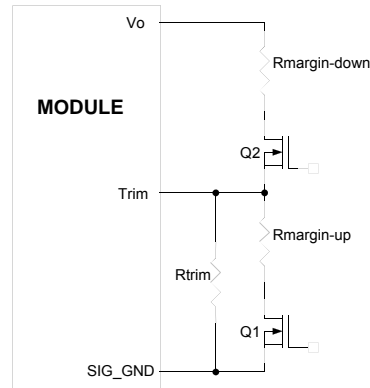 Vo
Rmargin-down
MODULE
Q2
Trim
Rmargin-up
Rtrim
Q1
SIG_GND